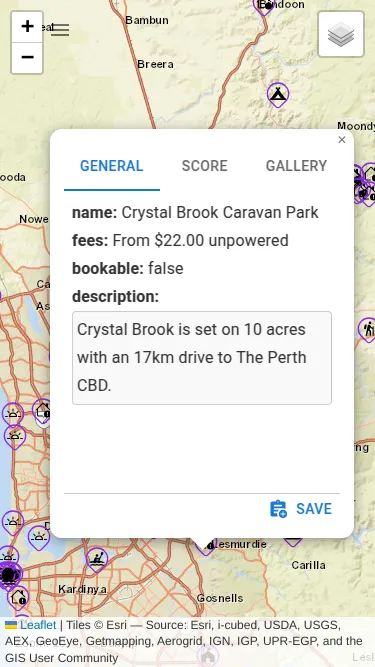 Bindoon
Bambun
+
−
Breera
Moondy
ooda
Nowe
×
GENERAL
SCORE
GALLERY
name: Crystal Brook Caravan Park
fees: From $22.00 unpowered
bookable: false
description:
Crystal Brook is set on 10 acres
with an 17km drive to The Perth
CBD.
SAVE
Lesmurdie
Carilla
Kardinya
Gosnells
Leaflet | Tiles © Esri — Source: Esri, i-cubed, USDA, USGS,
AEX, GeoEye, Getmapping, Aerogrid, IGN, IGP, UPR-EGP, and the
GIS User Community
Lesl